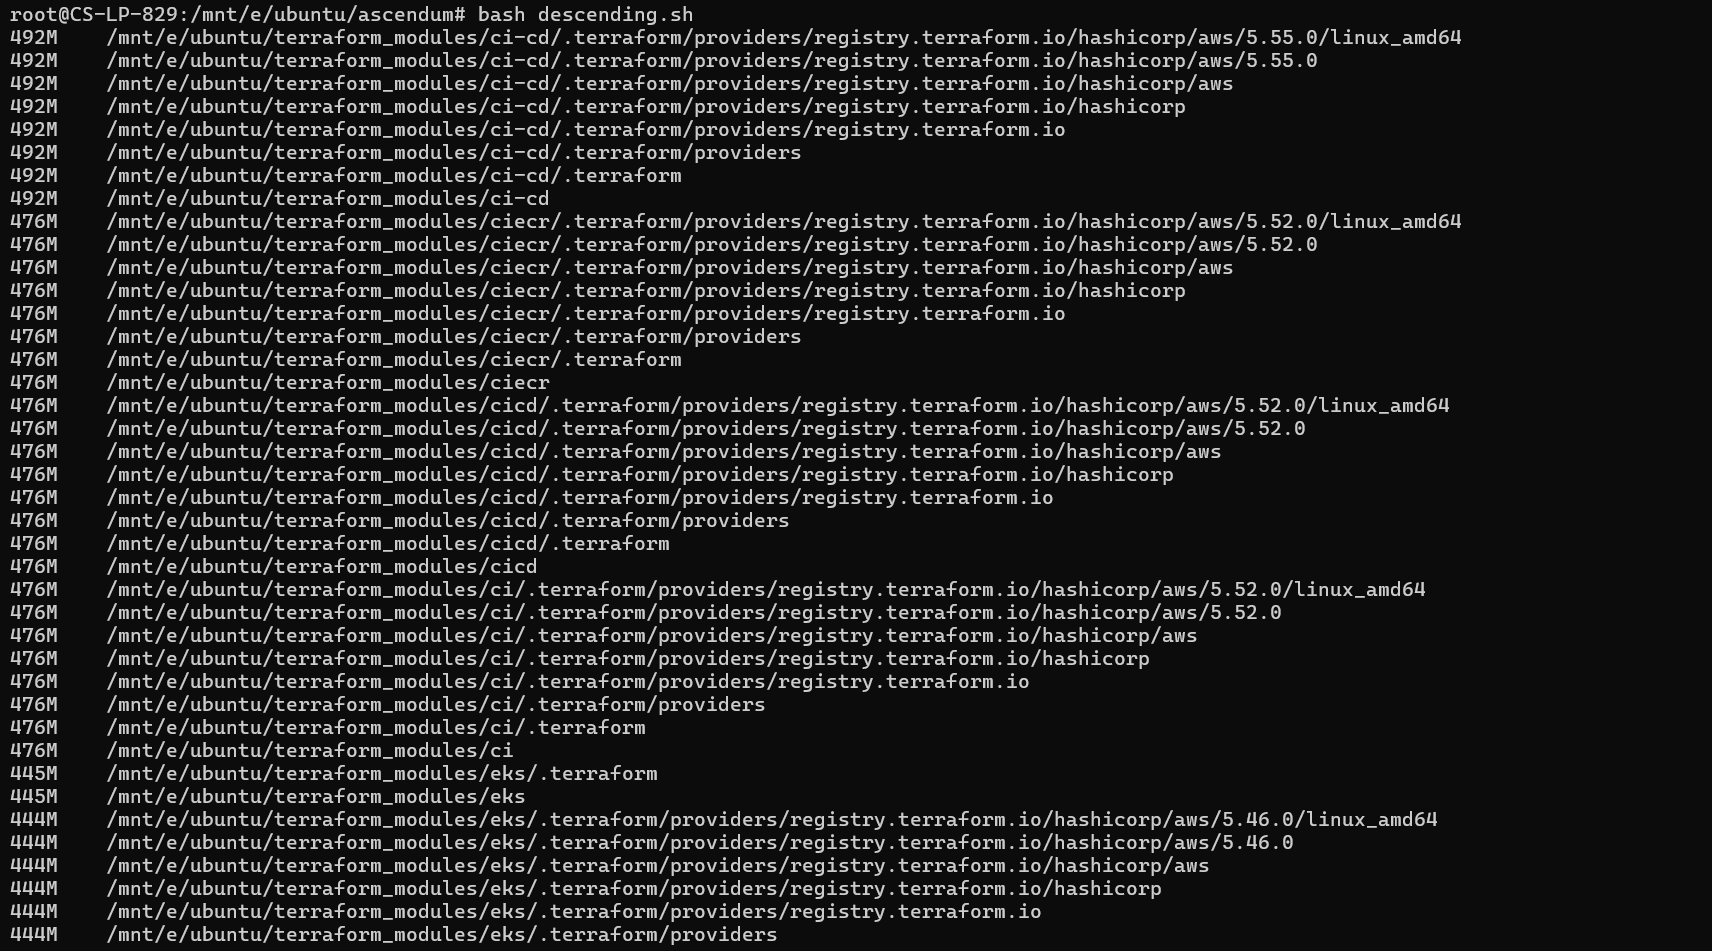 root@CS-LP-829:/mnt/e/ubuntu/ascendum# bash descending.sh
492M    /mnt/e/ubuntu/terraform_modules/ci-cd/.terraform/providers/registry.terraform.io/hashicorp/aws/5.55.0/linux_amd64
492M    /mnt/e/ubuntu/terraform_modules/ci-cd/.terraform/providers/registry.terraform.io/hashicorp/aws/5.55.0
492M    /mnt/e/ubuntu/terraform_modules/ci-cd/.terraform/providers/registry.terraform.io/hashicorp/aws
492M    /mnt/e/ubuntu/terraform_modules/ci-cd/.terraform/providers/registry.terraform.io/hashicorp
492M    /mnt/e/ubuntu/terraform_modules/ci-cd/.terraform/providers/registry.terraform.io
492M    /mnt/e/ubuntu/terraform_modules/ci-cd/.terraform/providers
492M    /mnt/e/ubuntu/terraform_modules/ci-cd/.terraform
492M    /mnt/e/ubuntu/terraform_modules/ci-cd
476M    /mnt/e/ubuntu/terraform_modules/ciecr/.terraform/providers/registry.terraform.io/hashicorp/aws/5.52.0/linux_amd64
476M    /mnt/e/ubuntu/terraform_modules/ciecr/.terraform/providers/registry.terraform.io/hashicorp/aws/5.52.0
476M    /mnt/e/ubuntu/terraform_modules/ciecr/.terraform/providers/registry.terraform.io/hashicorp/aws
476M    /mnt/e/ubuntu/terraform_modules/ciecr/.terraform/providers/registry.terraform.io/hashicorp
476M    /mnt/e/ubuntu/terraform_modules/ciecr/.terraform/providers/registry.terraform.io
476M    /mnt/e/ubuntu/terraform_modules/ciecr/.terraform/providers
476M    /mnt/e/ubuntu/terraform_modules/ciecr/.terraform
476M    /mnt/e/ubuntu/terraform_modules/ciecr
476M    /mnt/e/ubuntu/terraform_modules/cicd/.terraform/providers/registry.terraform.io/hashicorp/aws/5.52.0/linux_amd64
476M    /mnt/e/ubuntu/terraform_modules/cicd/.terraform/providers/registry.terraform.io/hashicorp/aws/5.52.0
476M    /mnt/e/ubuntu/terraform_modules/cicd/.terraform/providers/registry.terraform.io/hashicorp/aws
476M    /mnt/e/ubuntu/terraform_modules/cicd/.terraform/providers/registry.terraform.io/hashicorp
476M    /mnt/e/ubuntu/terraform_modules/cicd/.terraform/providers/registry.terraform.io
476M    /mnt/e/ubuntu/terraform_modules/cicd/.terraform/providers
476M    /mnt/e/ubuntu/terraform_modules/cicd/.terraform
476M    /mnt/e/ubuntu/terraform_modules/cicd
476M    /mnt/e/ubuntu/terraform_modules/ci/.terraform/providers/registry.terraform.io/hashicorp/aws/5.52.0/linux_amd64
476M    /mnt/e/ubuntu/terraform_modules/ci/.terraform/providers/registry.terraform.io/hashicorp/aws/5.52.0
476M    /mnt/e/ubuntu/terraform_modules/ci/.terraform/providers/registry.terraform.io/hashicorp/aws
476M    /mnt/e/ubuntu/terraform_modules/ci/.terraform/providers/registry.terraform.io/hashicorp
476M    /mnt/e/ubuntu/terraform_modules/ci/.terraform/providers/registry.terraform.io
476M    /mnt/e/ubuntu/terraform_modules/ci/.terraform/providers
476M    /mnt/e/ubuntu/terraform_modules/ci/.terraform
476M    /mnt/e/ubuntu/terraform_modules/ci
445M    /mnt/e/ubuntu/terraform_modules/eks/.terraform
445M    /mnt/e/ubuntu/terraform_modules/eks
444M    /mnt/e/ubuntu/terraform_modules/eks/.terraform/providers/registry.terraform.io/hashicorp/aws/5.46.0/linux_amd64
444M    /mnt/e/ubuntu/terraform_modules/eks/.terraform/providers/registry.terraform.io/hashicorp/aws/5.46.0
444M    /mnt/e/ubuntu/terraform_modules/eks/.terraform/providers/registry.terraform.io/hashicorp/aws
444M    /mnt/e/ubuntu/terraform_modules/eks/.terraform/providers/registry.terraform.io/hashicorp
444M    /mnt/e/ubuntu/terraform_modules/eks/.terraform/providers/registry.terraform.io
444M    /mnt/e/ubuntu/terraform_modules/eks/.terraform/providers